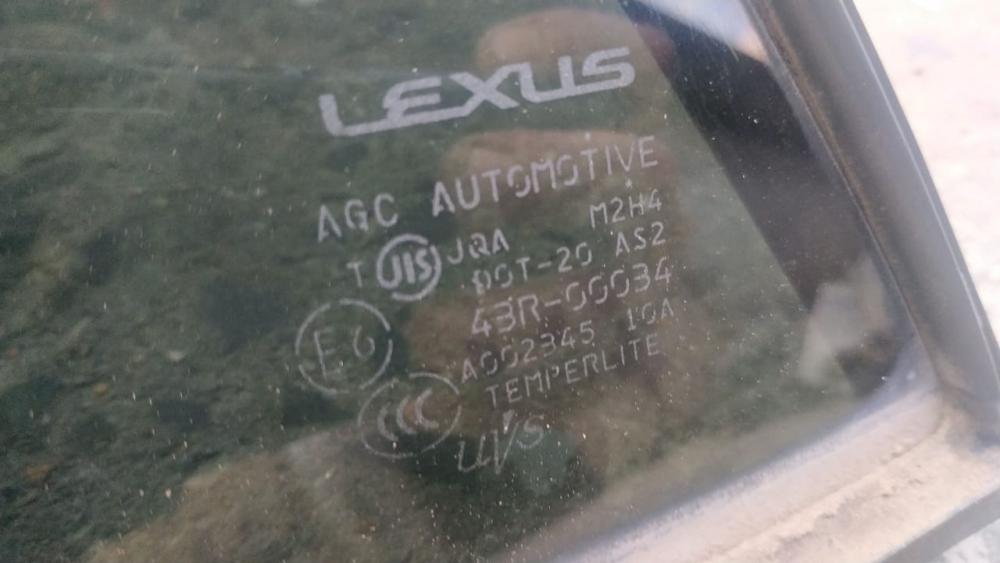 LEXUS
AGC AUTOMOTIVE
T JIS JQA M2H4
DOT-20 AS2
E6 43R-00034
A002345 10A
CCC TEMPERLITE
UVS